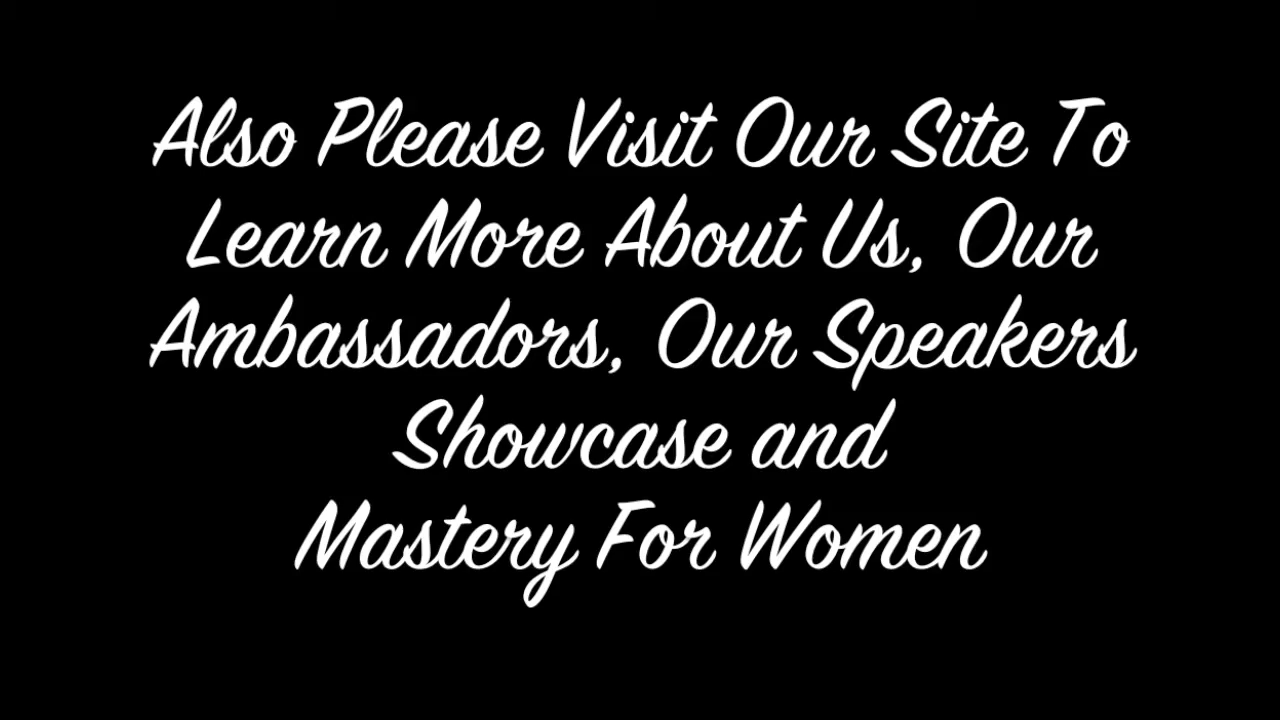 Also Please Visit Our Site To
Learn More About Us, Our
Ambassadors, Our Speakers
Showcase and
Mastery For Women